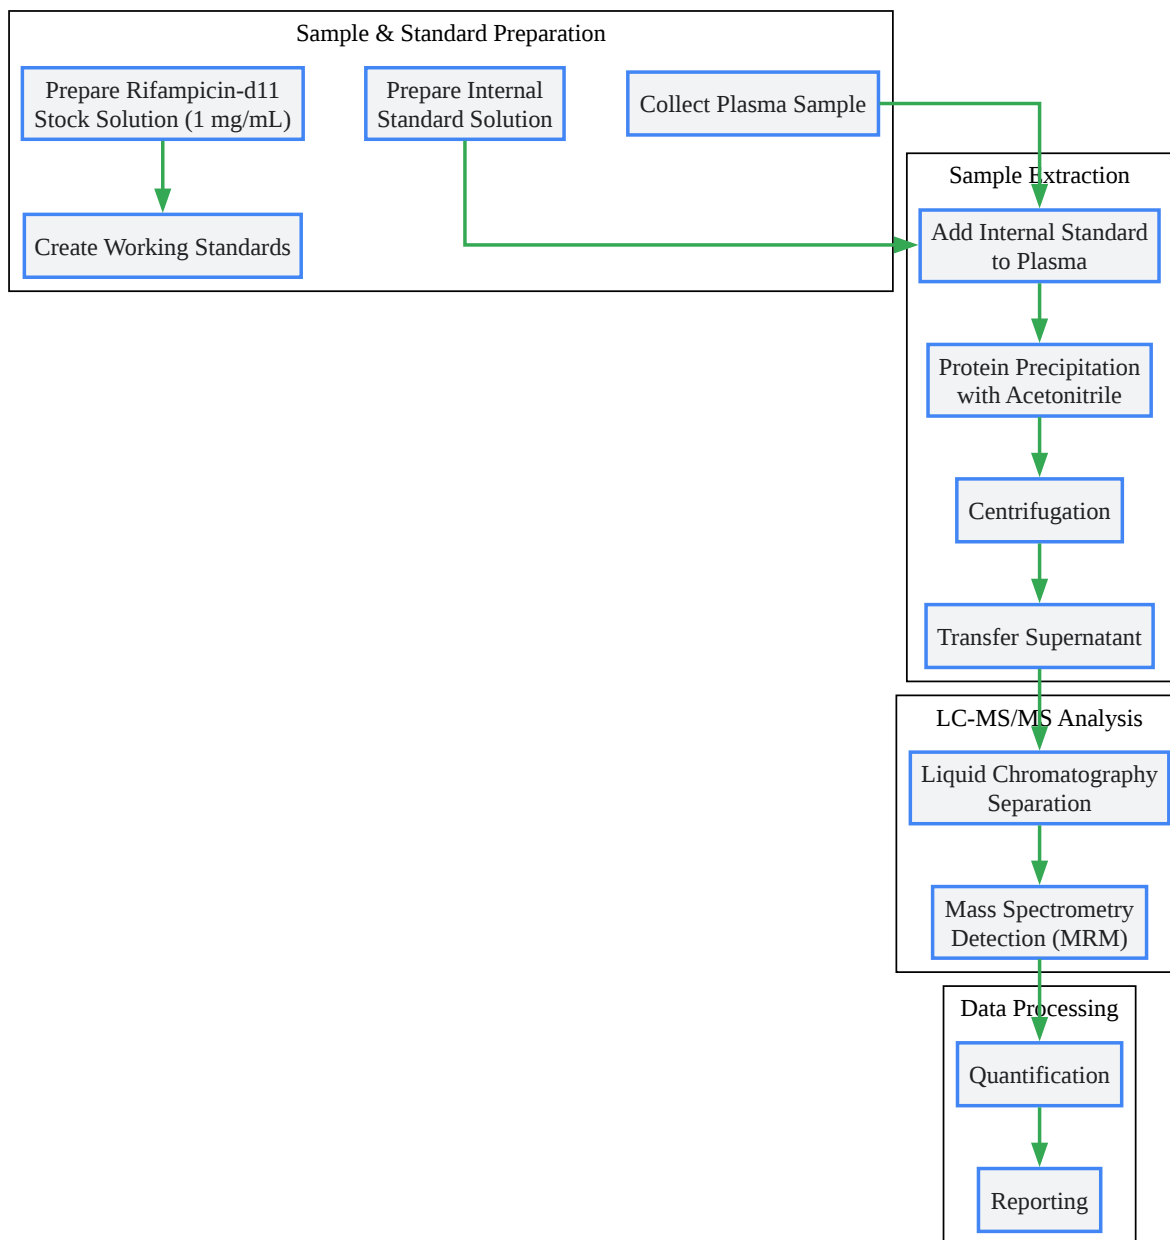 Sample & Standard Preparation
Prepare Rifampicin-d11
Stock Solution (1 mg/mL)
Prepare Internal
Standard Solution
Collect Plasma Sample
Create Working Standards
Sample Extraction
Add Internal Standard
to Plasma
Protein Precipitation
with Acetonitrile
Centrifugation
Transfer Supernatant
LC-MS/MS Analysis
Liquid Chromatography
Separation
Mass Spectrometry
Detection (MRM)
Data Processing
Quantification
Reporting